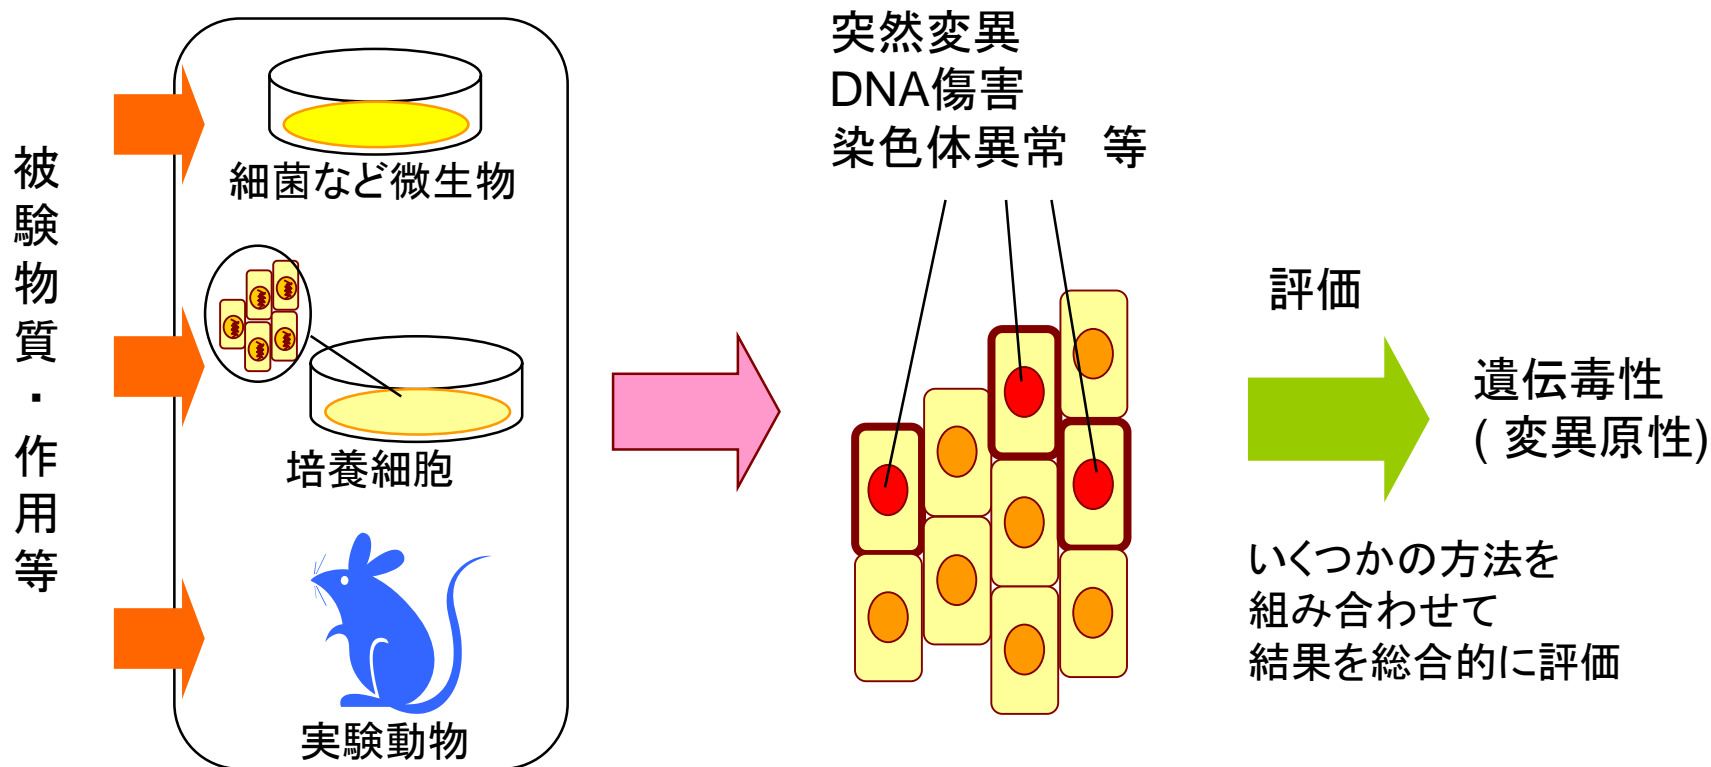 被験物質・作用等
細菌など微生物
培養細胞
実験動物
突然変異
DNA傷害
染色体異常　等
評価
遺伝毒性
( 変異原性)
いくつかの方法を
組み合わせて
結果を総合的に評価